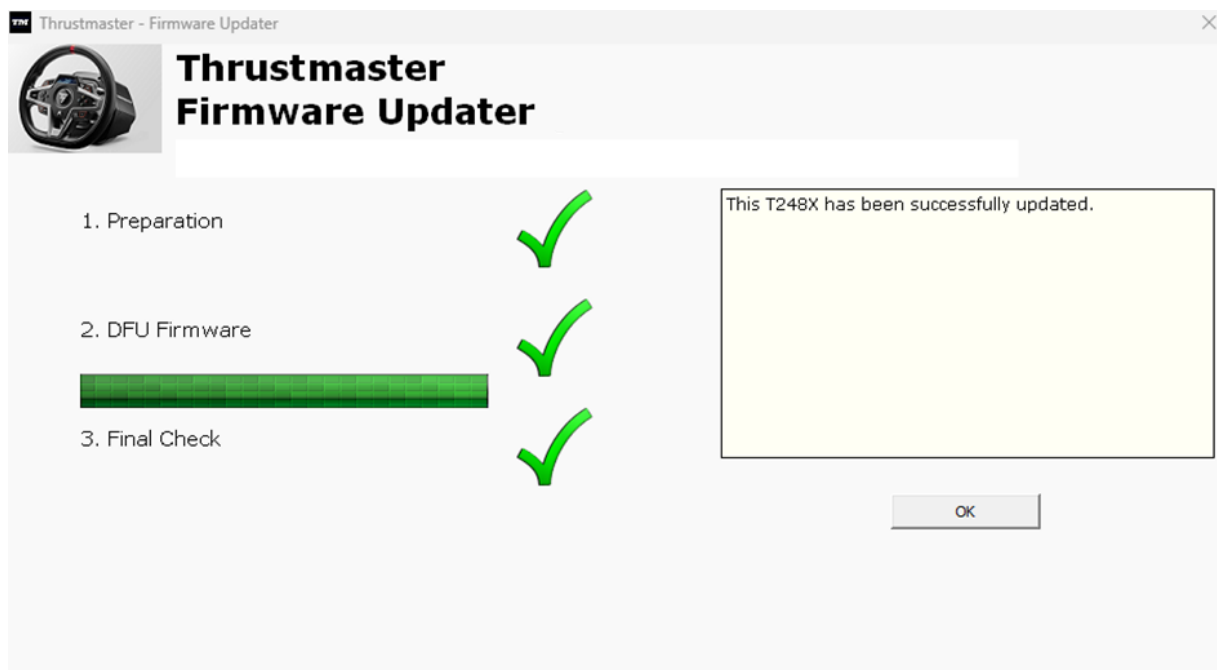 TM Thrustmaster - Firmware Updater
Thrustmaster
Firmware Updater
1. Preparation
This T248X has been successfully updated.
2. DFU Firmware
3. Final Check
OK